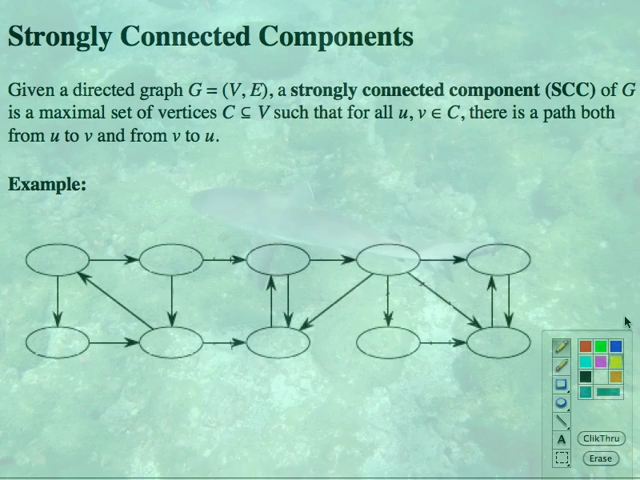 Strongly Connected Components
Given a directed graph G = (V, E), a strongly connected component (SCC) of G
is a maximal set of vertices C ⊆ V such that for all u, v ∈ C, there is a path both
from u to v and from v to u.
Example:
A
ClikThru
Erase